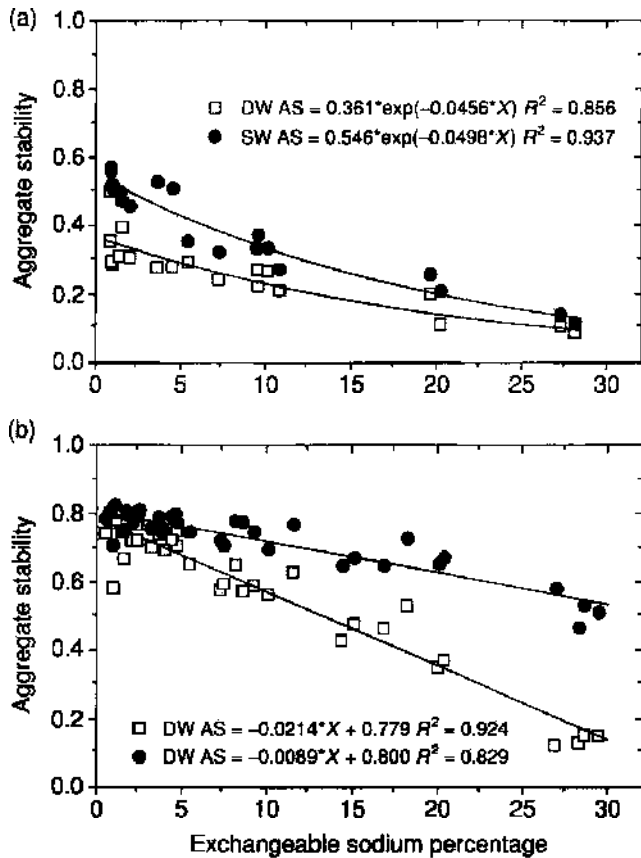 (a)
1.0
0.8
0.6
0.4
0.2
0.0
Aggregate stability
DW AS = 0.361*exp(−0.0456*X) R² = 0.856
SW AS = 0.546*exp(−0.0498*X) R² = 0.937
0 5 10 15 20 25 30
(b)
1.0
0.8
0.6
0.4
0.2
0.0
Aggregate stability
DW AS = −0.0214*X + 0.779 R² = 0.924
DW AS = −0.0089*X + 0.800 R² = 0.829
0 5 10 15 20 25 30
Exchangeable sodium percentage